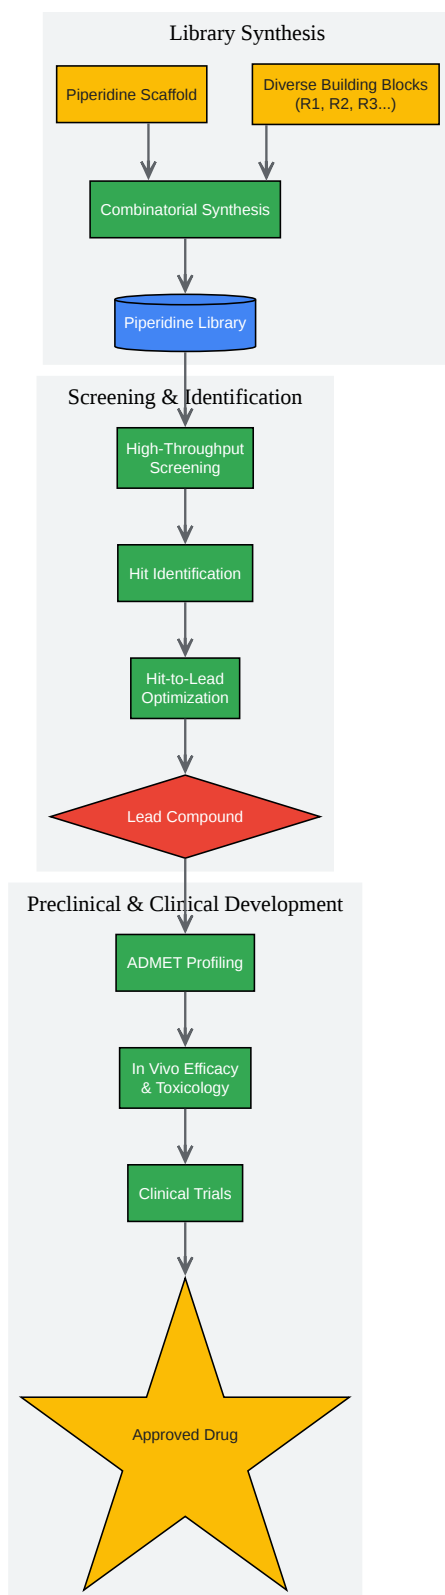 Library Synthesis
Piperidine Scaffold
Diverse Building Blocks
(R1, R2, R3...)
Combinatorial Synthesis
Piperidine Library
Screening & Identification
High-Throughput
Screening
Hit Identification
Hit-to-Lead
Optimization
Lead Compound
Preclinical & Clinical Development
ADMET Profiling
In Vivo Efficacy
& Toxicology
Clinical Trials
Approved Drug